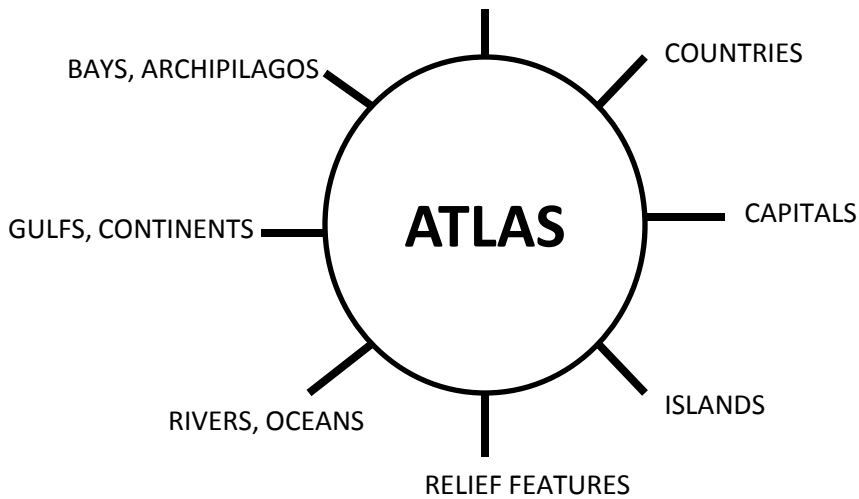 COUNTRIES
BAYS, ARCHIPILAGOS
CAPITALS
ATLAS
GULFS, CONTINENTS
ISLANDS
RIVERS, OCEANS
RELIEF FEATURES